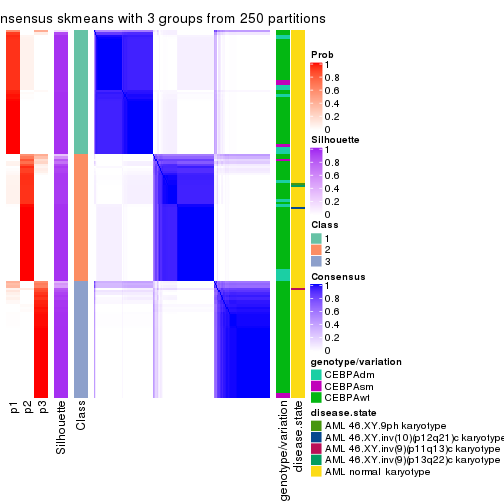 nsensus skmeans with 3 groups from 250 partitions
Prob
1
0.8
0.6
0.4
0.2
0
Silhouette
1
0.8
0.6
0.4
0.2
0
Class
1
2
3
Consensus
1
0.8
0.6
0.4
0.2
0
genotype/variation
CEBPAdm
CEBPAsm
CEBPAwt
disease.state
AML 46.XY.9ph karyotype
AML 46.XY.inv(10)(p12q21)c karyotype
AML 46.XY.inv(9)(p11q13)c karyotype
AML 46.XY.inv(9)(p13q22)c karyotype
AML normal karyotype
p1
p2
p3
Silhouette
Class
genotype/variation
disease.state